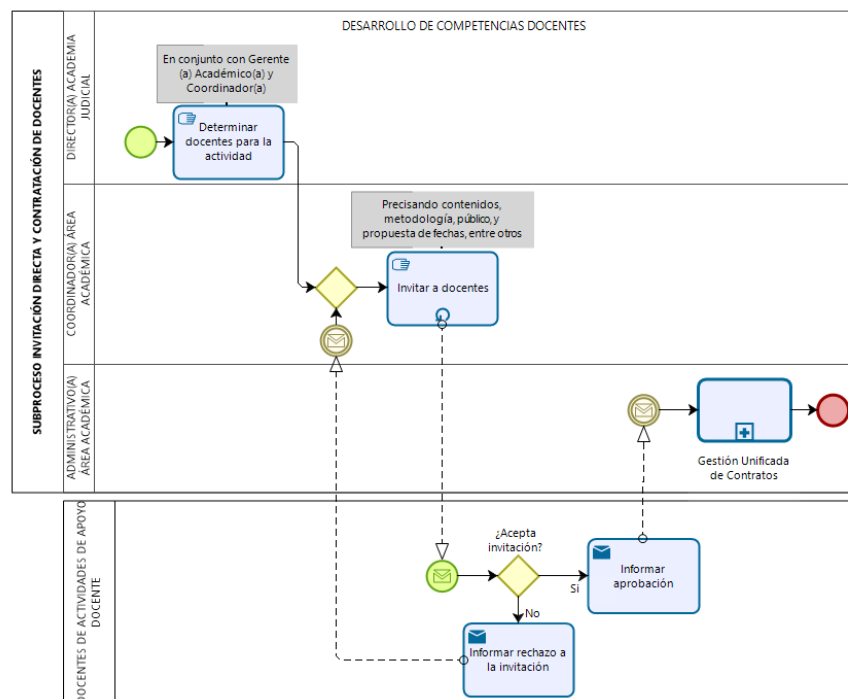 DESARROLLO DE COMPETENCIAS DOCENTES
SUBPROCESO INVITACIÓN DIRECTA Y CONTRATACIÓN DE DOCENTES
DIRECTOR(A) ACADEMIA
JUDICIAL
En conjunto con Gerente
(a) Académico(a) y
Coordinador(a)
Determinar
docentes para la
actividad
COORDINADOR(A) ÁREA
ACADÉMICA
Precisando contenidos,
metodología, público, y
propuesta de fechas, entre otros
Invitar a docentes
ADMINISTRATIVO(A)
ÁREA ACADÉMICA
Gestión Unificada
de Contratos
DOCENTES DE ACTIVIDADES DE APOYO
DOCENTE
¿Acepta
invitación?
Si
Informar
aprobación
No
Informar rechazo a
la invitación